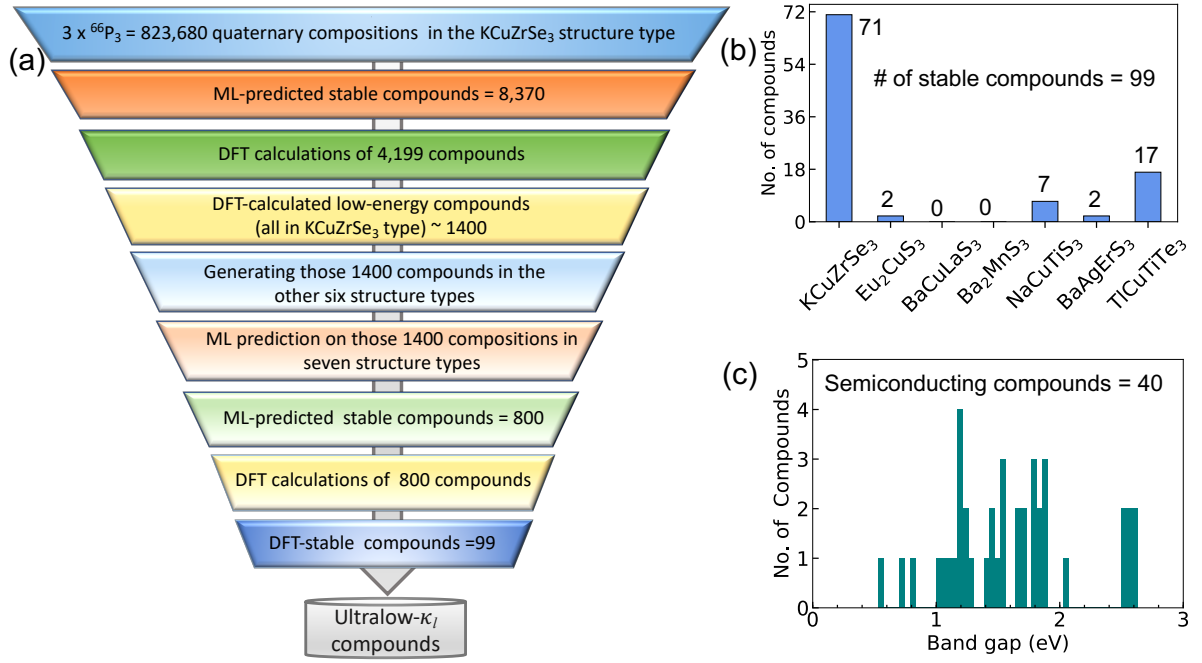 (a)
3 x ⁶⁶P₃ = 823,680 quaternary compositions in the KCuZrSe₃ structure type
ML-predicted stable compounds = 8,370
DFT calculations of 4,199 compounds
DFT-calculated low-energy compounds
(all in KCuZrSe₃ type) ~ 1400
Generating those 1400 compounds in the
other six structure types
ML prediction on those 1400 compositions in
seven structure types
ML-predicted stable compounds = 800
DFT calculations of 800 compounds
DFT-stable compounds =99
Ultralow-κₗ
compounds
(b)
No. of compounds
72
54
36
18
0
# of stable compounds = 99
71
2
0
0
7
2
17
KCuZrSe₃
Eu₂CuS₃
BaCuLaS₃
Ba₂MnS₃
NaCuTiS₃
BaAgErS₃
TlCuTiTe₃
(c)
No. of Compounds
5
4
3
2
1
0
Semiconducting compounds = 40
0
1
2
3
Band gap (eV)